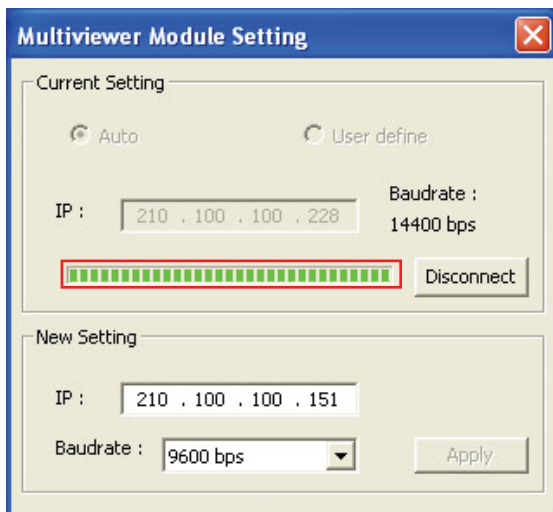 Multiviewer Module Setting
Current Setting
Auto
User define
IP :
210 . 100 . 100 . 228
Baudrate :
14400 bps
Disconnect
New Setting
IP :
210 . 100 . 100 . 151
Baudrate :
9600 bps
Apply